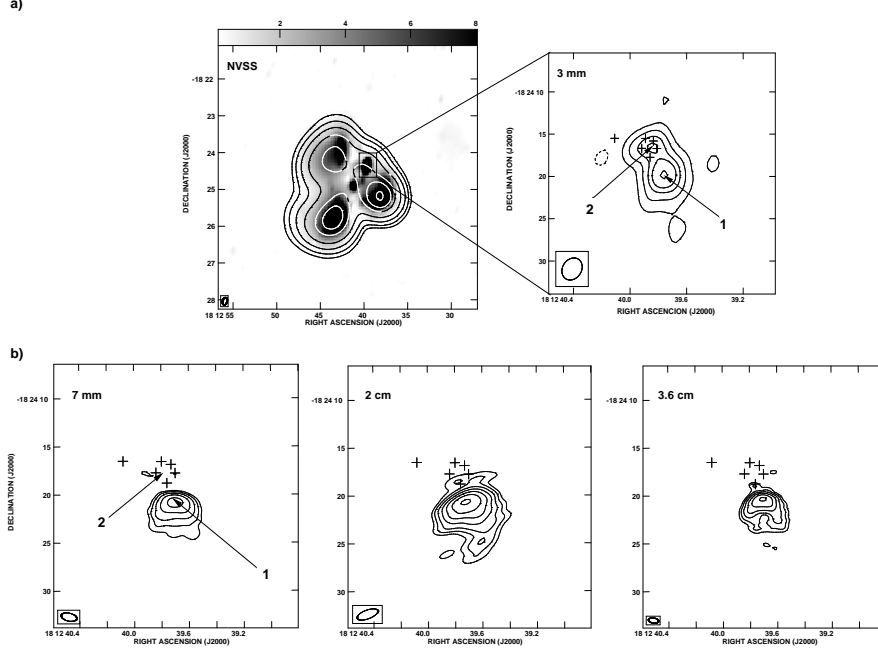 a)
2 4 6 8
NVSS
-18 22
23
24
25
26
27
28
DECLINATION (J2000)
18 12 55 45 40 35 30
RIGHT ASCENSION (J2000)
3 mm
-18 24 10
15
20
25
30
DECLINATION (J2000)
2
1
18 12 40.4 40.0 39.6 39.2
RIGHT ASCENCION (J2000)
b)
7 mm
-18 24 10
15
20
25
30
DECLINATION (J2000)
2
1
18 12 40.4 40.0 39.6 39.2
RIGHT ASCENSION (J2000)
2 cm
-18 24 10
15
20
25
30
18 12 40.4 40.0 39.6 39.2
RIGHT ASCENSION (J2000)
3.6 cm
-18 24 10
15
20
25
30
18 12 40.4 40.0 39.6 39.2
RIGHT ASCENSION (J2000)